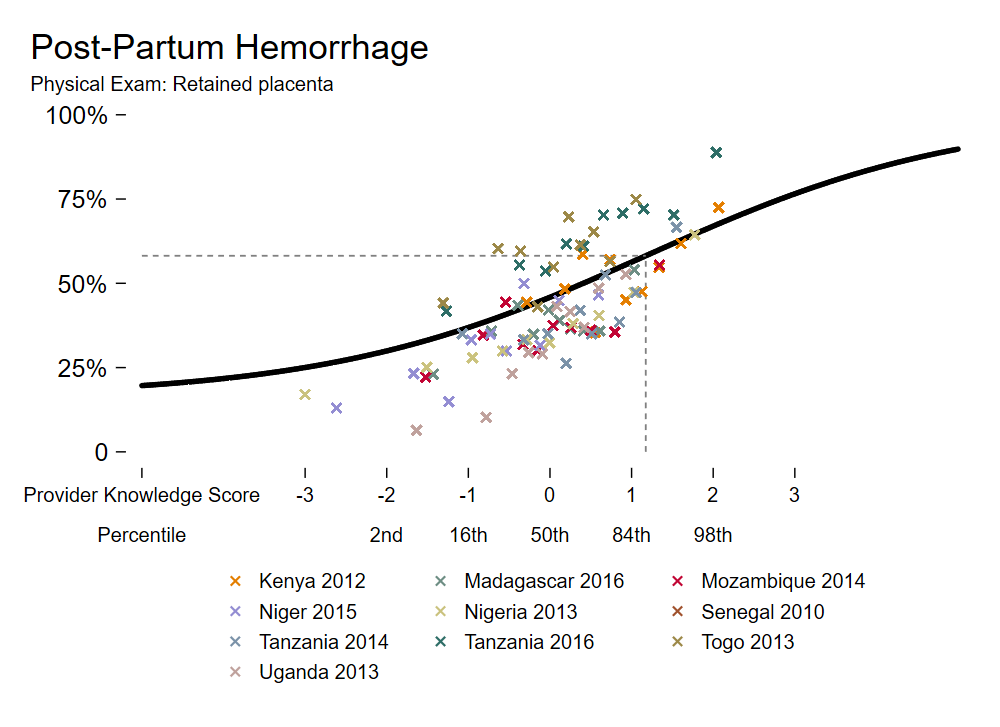 Post-Partum Hemorrhage
Physical Exam: Retained placenta
100%
75%
50%
25%
0
Provider Knowledge Score -3 -2 -1 0 1 2 3
Percentile 2nd 16th 50th 84th 98th
Kenya 2012 Madagascar 2016 Mozambique 2014
Niger 2015 Nigeria 2013 Senegal 2010
Tanzania 2014 Tanzania 2016 Togo 2013
Uganda 2013